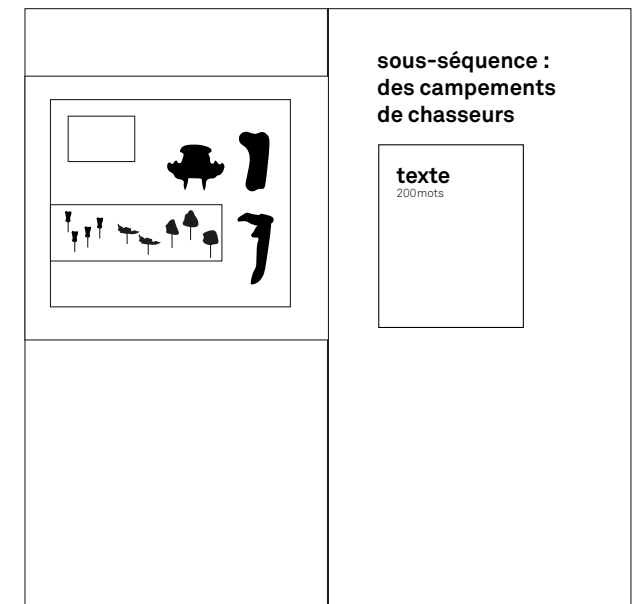 sous-séquence :
des campements
de chasseurs
texte
200mots